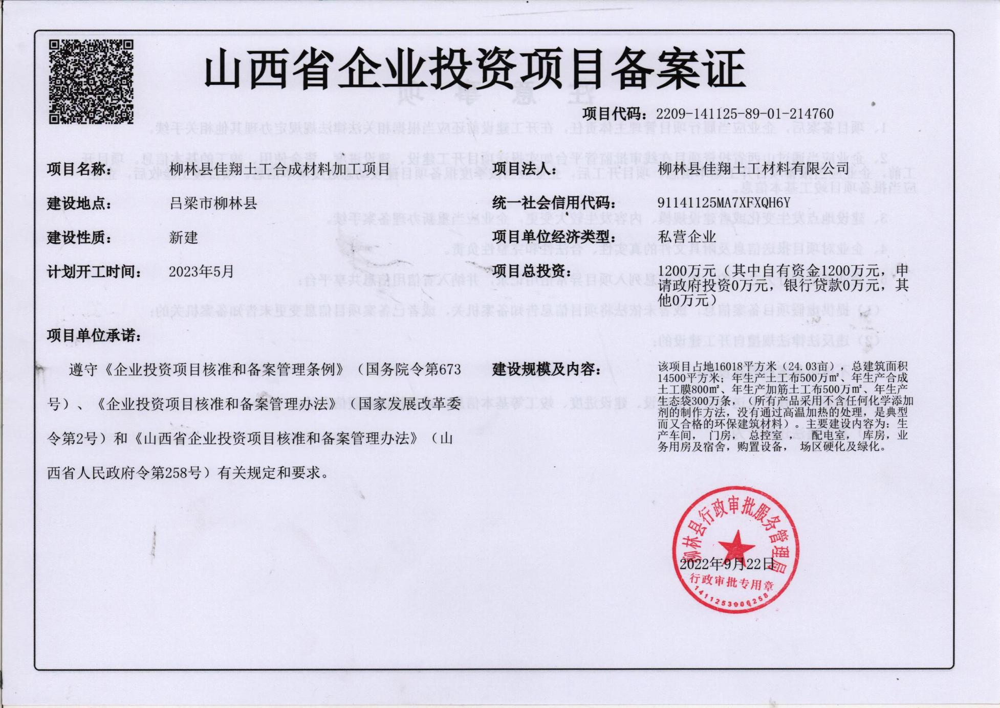 山西省企业投资项目备案证
项目代码：2209-141125-89-01-214760
项目名称： 柳林县佳翔土工合成材料加工项目
项目法人： 柳林县佳翔土工材料有限公司
建设地点： 吕梁市柳林县
统一社会信用代码： 91141125MA7XFXQH6Y
建设性质： 新建
项目单位经济类型： 私营企业
计划开工时间： 2023年5月
项目总投资： 1200万元（其中自有资金1200万元，申
请政府投资0万元，银行贷款0万元，其
他0万元）
项目单位承诺：
遵守《企业投资项目核准和备案管理条例》（国务院令第673
号）、《企业投资项目核准和备案管理办法》（国家发展改革委
令第2号）和《山西省企业投资项目核准和备案管理办法》（山
西省人民政府令第258号）有关规定和要求。
建设规模及内容：
该项目占地16018平方米（24.03亩），总建筑面积
14500平方米；年生产土工布500万㎡、年生产合成
土工膜800㎡、年生产加筋土工布500万㎡、年生产
生态袋300万条，（所有产品采用不含任何化学添加
剂的制作方法，没有通过高温加热的处理，是典型
而又合格的环保建筑材料）。主要建设内容为：生
产车间， 门房， 总控室 ， 配电室， 库房，业
务用房及宿舍，购置设备， 场区硬化及绿化。
柳林县行政审批服务管理局
2022年9月22日
行政审批专用章
1411253006258